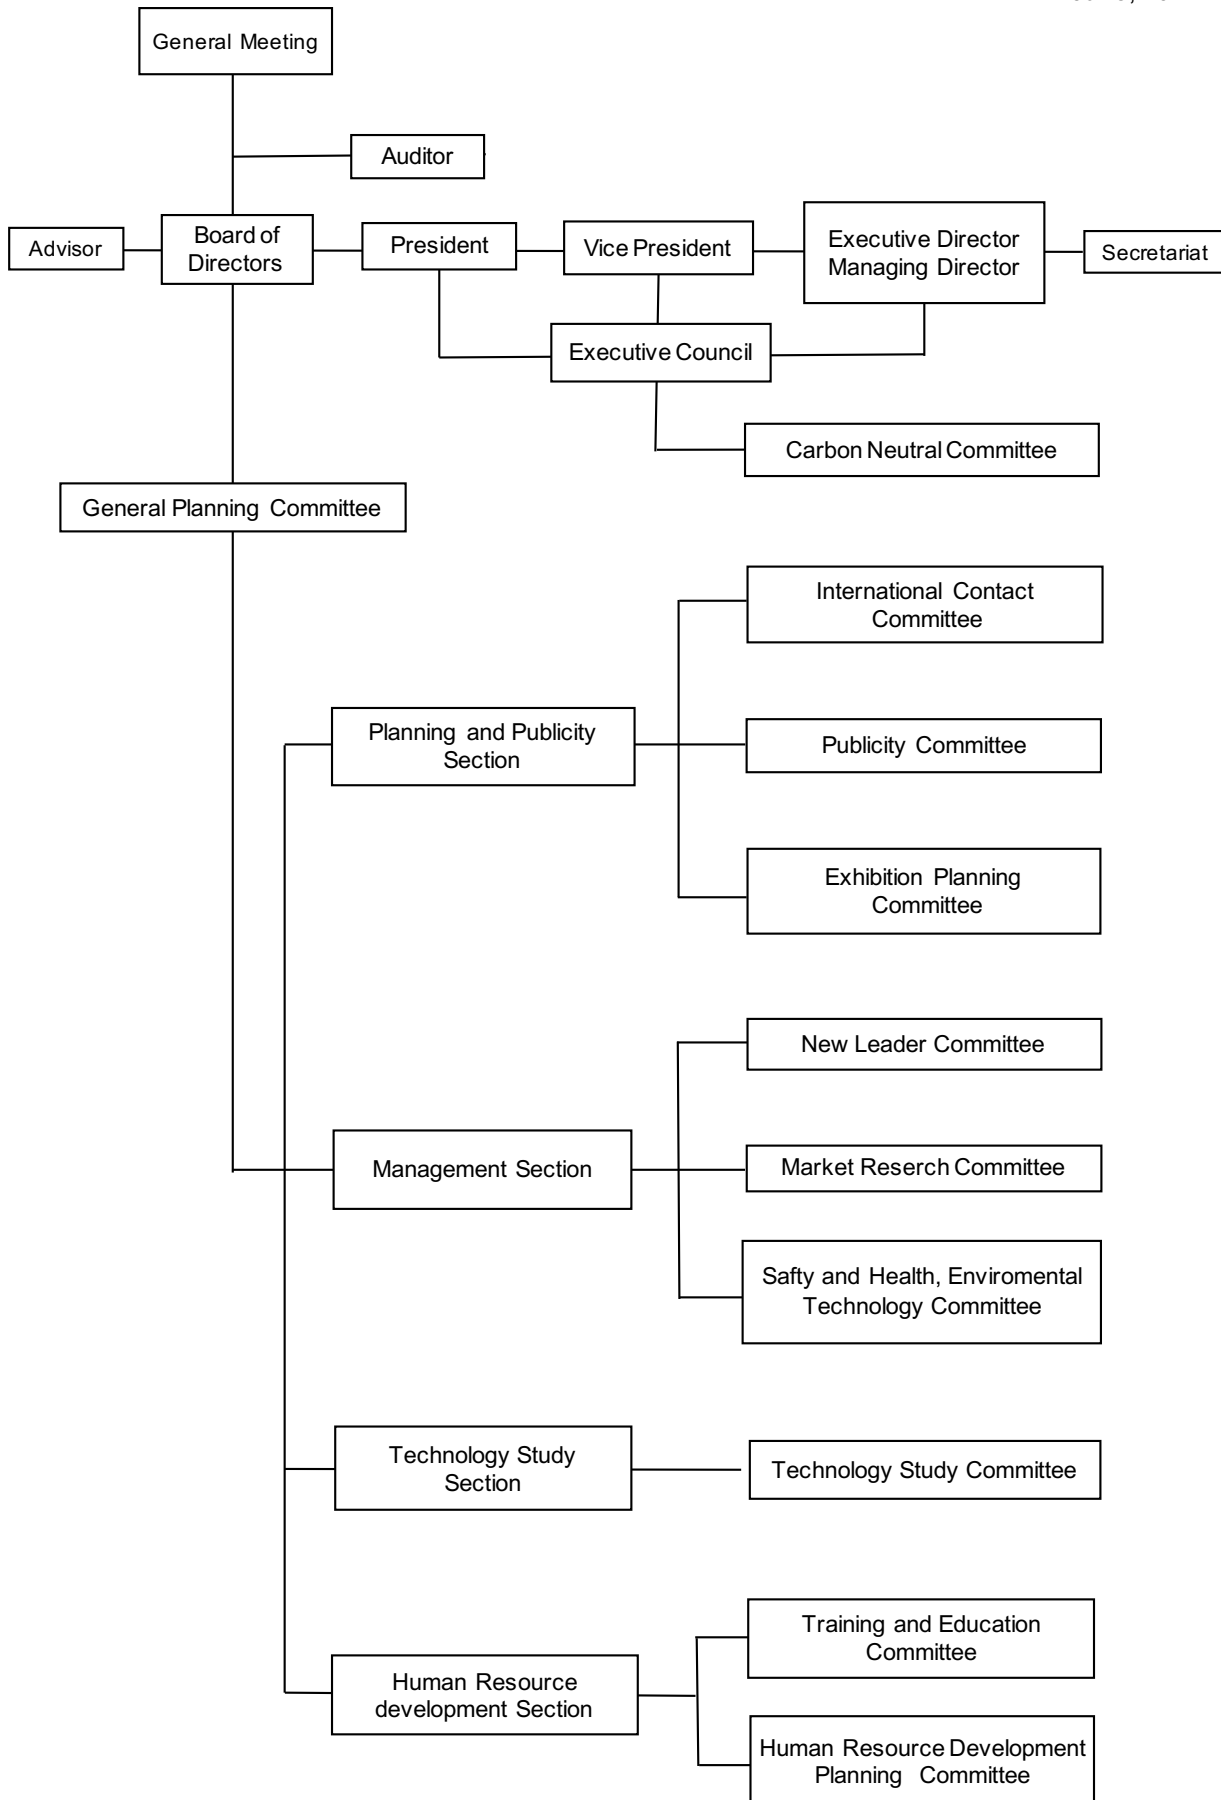 General Meeting
Auditor
Advisor
Board of
Directors
President
Vice President
Executive Director
Managing Director
Secretariat
Executive Council
Carbon Neutral Committee
General Planning Committee
International Contact
Committee
Planning and Publicity
Section
Publicity Committee
Exhibition Planning
Committee
New Leader Committee
Management Section
Market Reserch Committee
Safty and Health, Enviromental
Technology Committee
Technology Study
Section
Technology Study Committee
Training and Education
Committee
Human Resource
development Section
Human Resource Development
Planning Committee